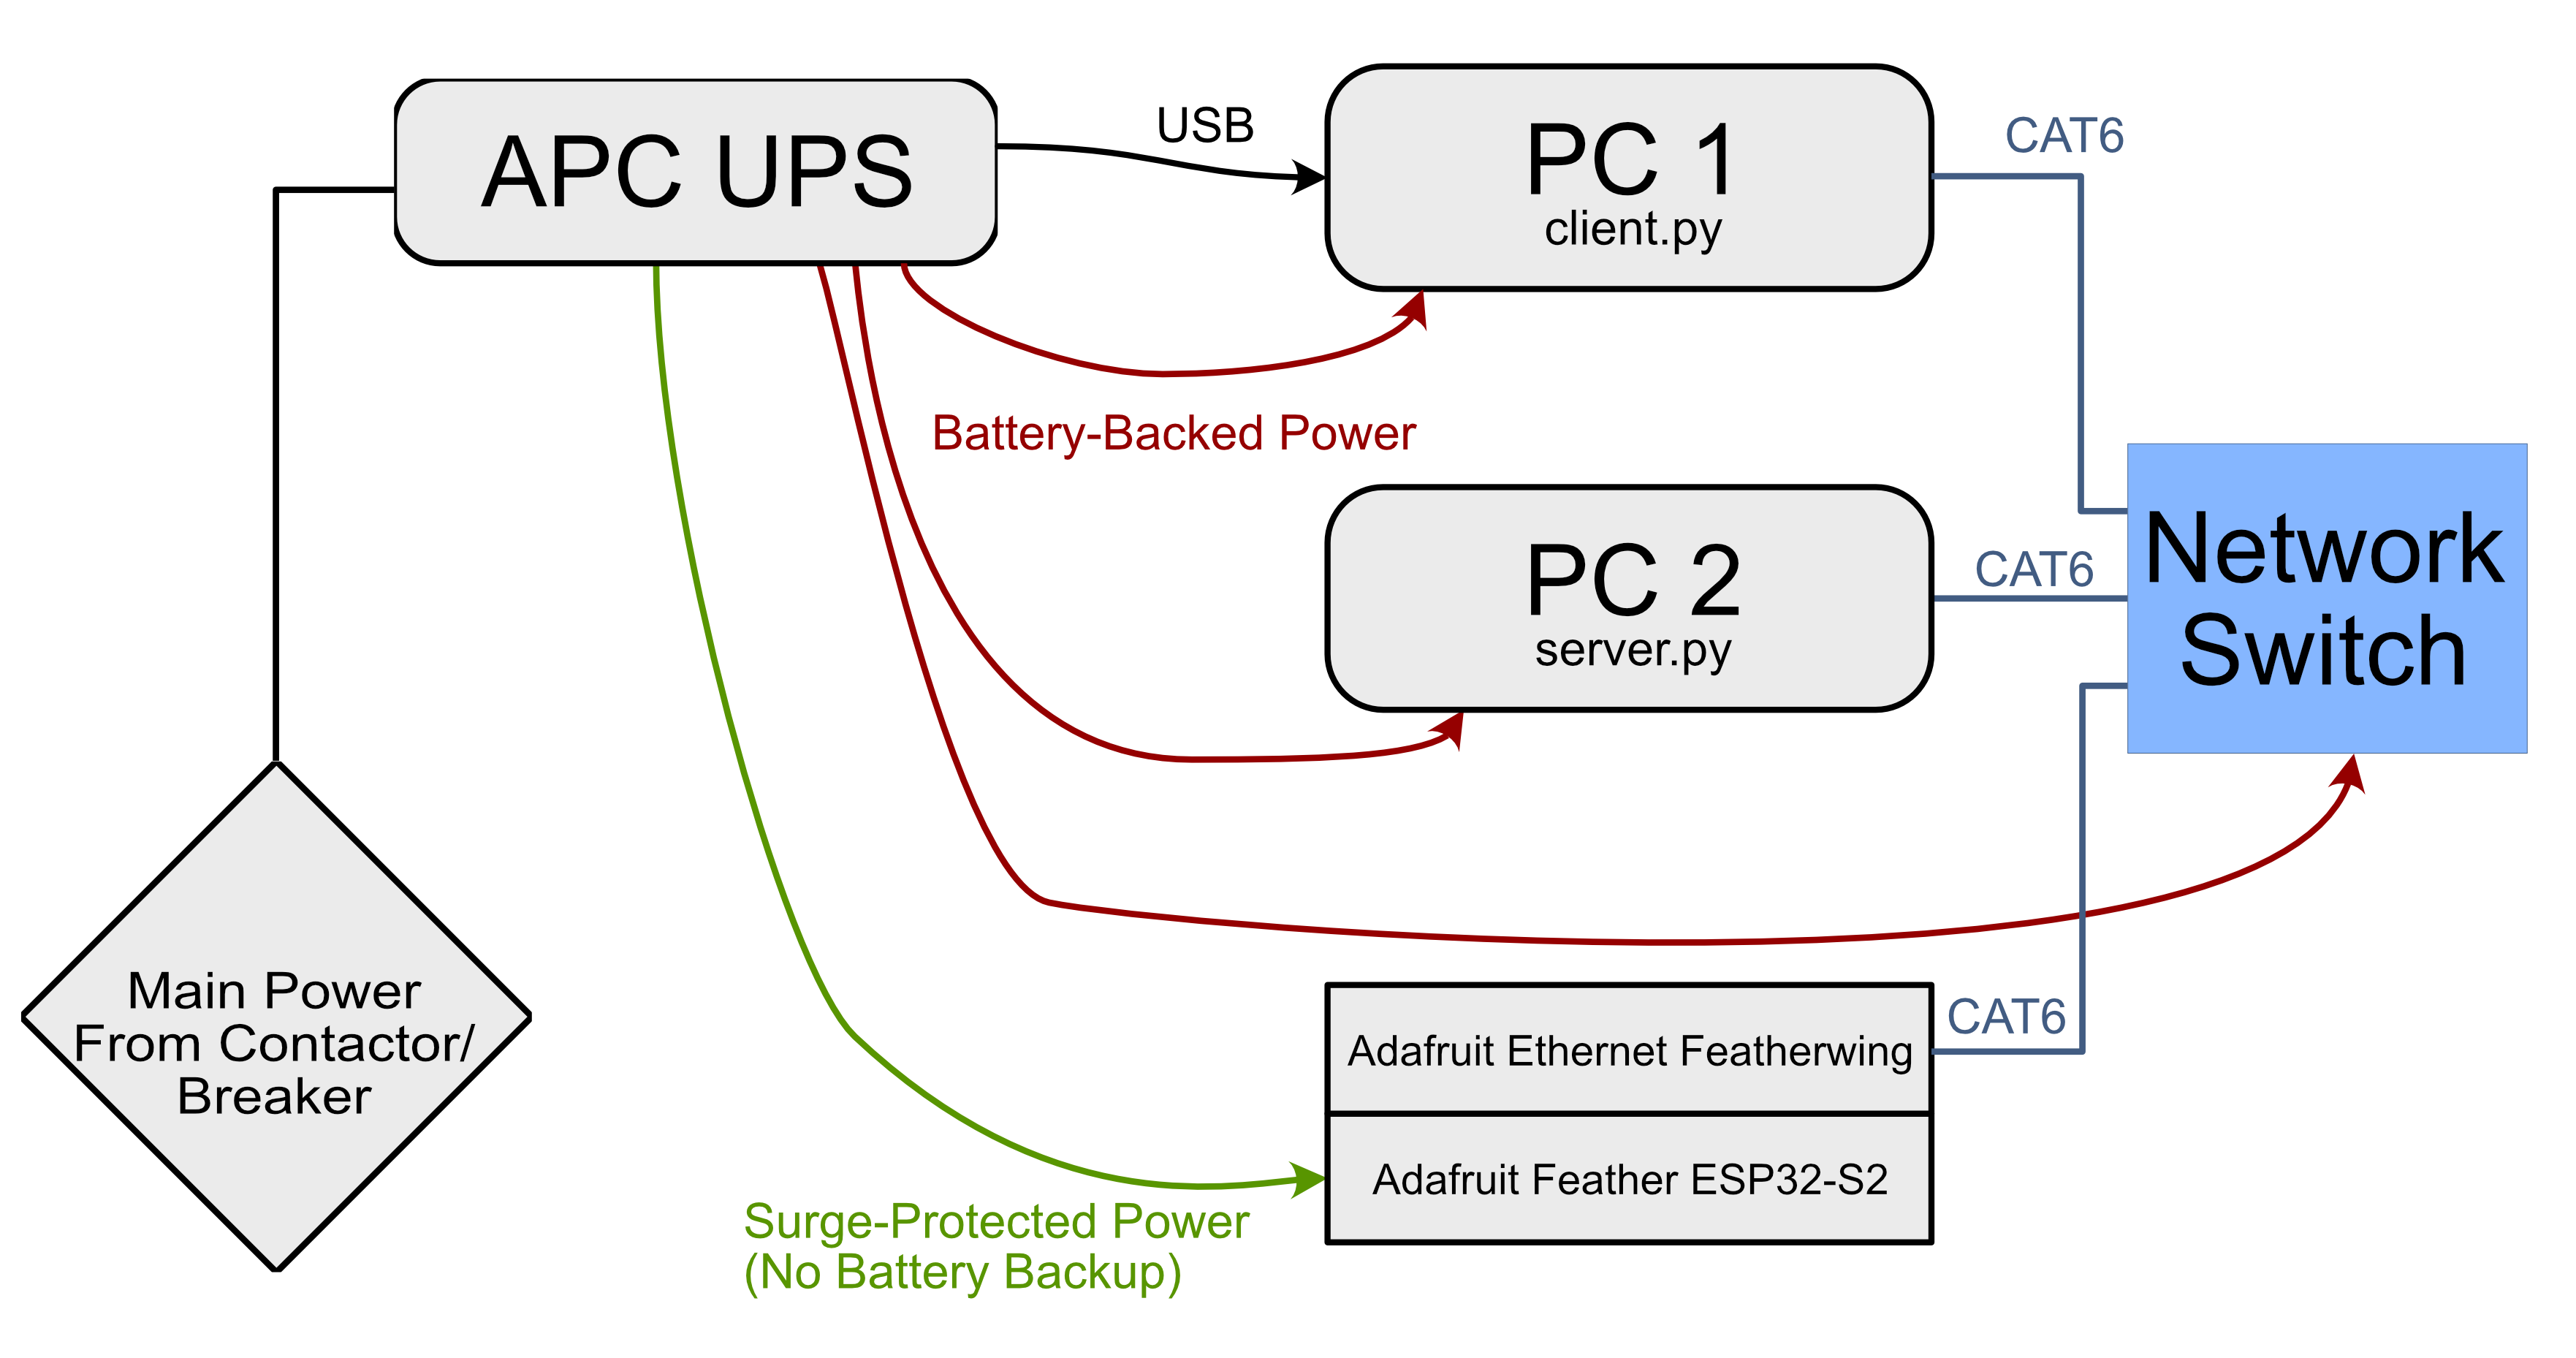 APC UPS
USB
PC 1
client.py
CAT6
Battery-Backed Power
PC 2
server.py
CAT6
Network
Switch
Main Power
From Contactor/
Breaker
Adafruit Ethernet Featherwing
CAT6
Adafruit Feather ESP32-S2
Surge-Protected Power
(No Battery Backup)